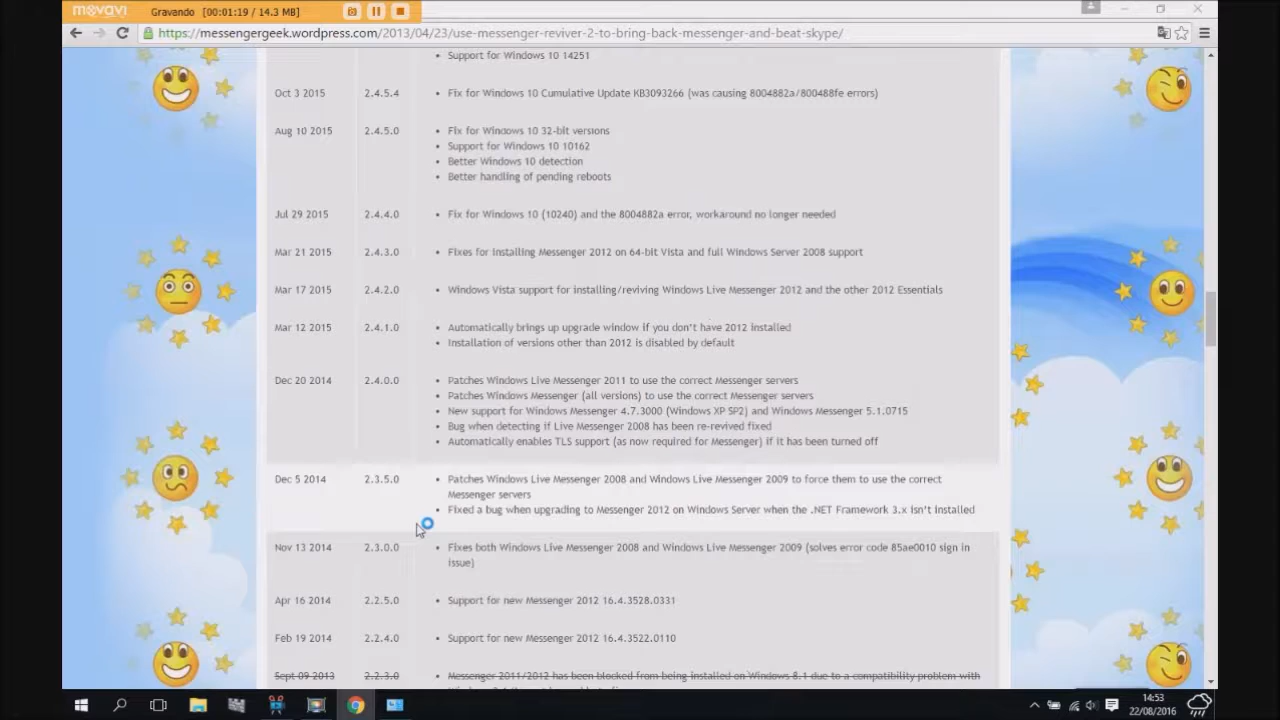 movavi Gravando [00:01:19 / 14.3 MB]
https://messengergeek.wordpress.com/2013/04/23/use-messenger-reviver-2-to-bring-back-messenger-and-beat-skype/
• Support for Windows 10 14251
Oct 3 2015 2.4.5.4 • Fix for Windows 10 Cumulative Update KB3093266 (was causing 8004882a/800488fe errors)
Aug 10 2015 2.4.5.0 • Fix for Windows 10 32-bit versions
• Support for Windows 10 10162
• Better Windows 10 detection
• Better handling of pending reboots
Jul 29 2015 2.4.4.0 • Fix for Windows 10 (10240) and the 8004882a error, workaround no longer needed
Mar 21 2015 2.4.3.0 • Fixes for installing Messenger 2012 on 64-bit Vista and full Windows Server 2008 support
Mar 17 2015 2.4.2.0 • Windows Vista support for installing/reviving Windows Live Messenger 2012 and the other 2012 Essentials
Mar 12 2015 2.4.1.0 • Automatically brings up upgrade window if you don't have 2012 installed
• Installation of versions other than 2012 is disabled by default
Dec 20 2014 2.4.0.0 • Patches Windows Live Messenger 2011 to use the correct Messenger servers
• Patches Windows Messenger (all versions) to use the correct Messenger servers
• New support for Windows Messenger 4.7.3000 (Windows XP SP2) and Windows Messenger 5.1.0715
• Bug when detecting if Live Messenger 2008 has been re-revived fixed
• Automatically enables TLS support (as now required for Messenger) if it has been turned off
Dec 5 2014 2.3.5.0 • Patches Windows Live Messenger 2008 and Windows Live Messenger 2009 to force them to use the correct
Messenger servers
• Fixed a bug when upgrading to Messenger 2012 on Windows Server when the .NET Framework 3.x isn't installed
Nov 13 2014 2.3.0.0 • Fixes both Windows Live Messenger 2008 and Windows Live Messenger 2009 (solves error code 85ae0010 sign in
issue)
Apr 16 2014 2.2.5.0 • Support for new Messenger 2012 16.4.3528.0331
Feb 19 2014 2.2.4.0 • Support for new Messenger 2012 16.4.3522.0110
Sept 09 2013 2.2.3.0 • Messenger 2011/2012 has been blocked from being installed on Windows 8.1 due to a compatibility problem with
14:53
22/08/2016